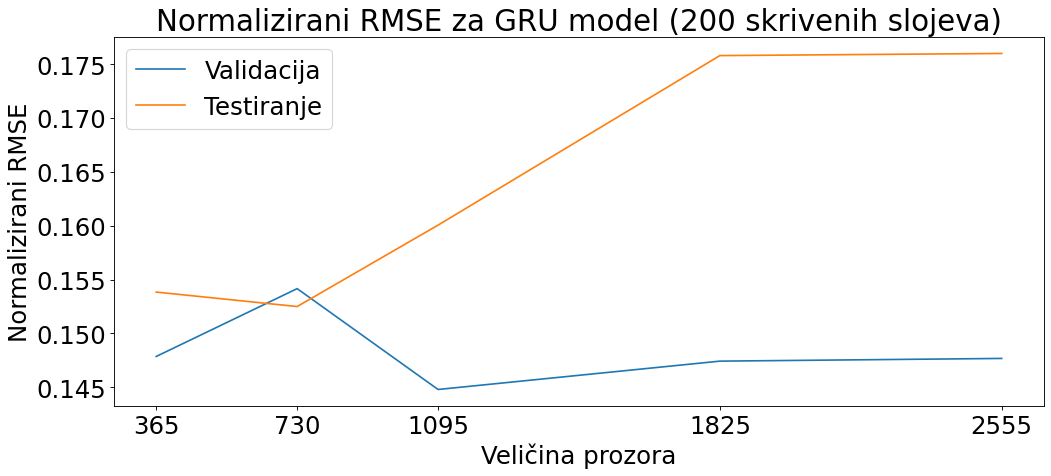 Normalizirani RMSE za GRU model (200 skrivenih slojeva)
Validacija
Testiranje
Normalizirani RMSE
0.175
0.170
0.165
0.160
0.155
0.150
0.145
365 730 1095 1825 2555
Veličina prozora